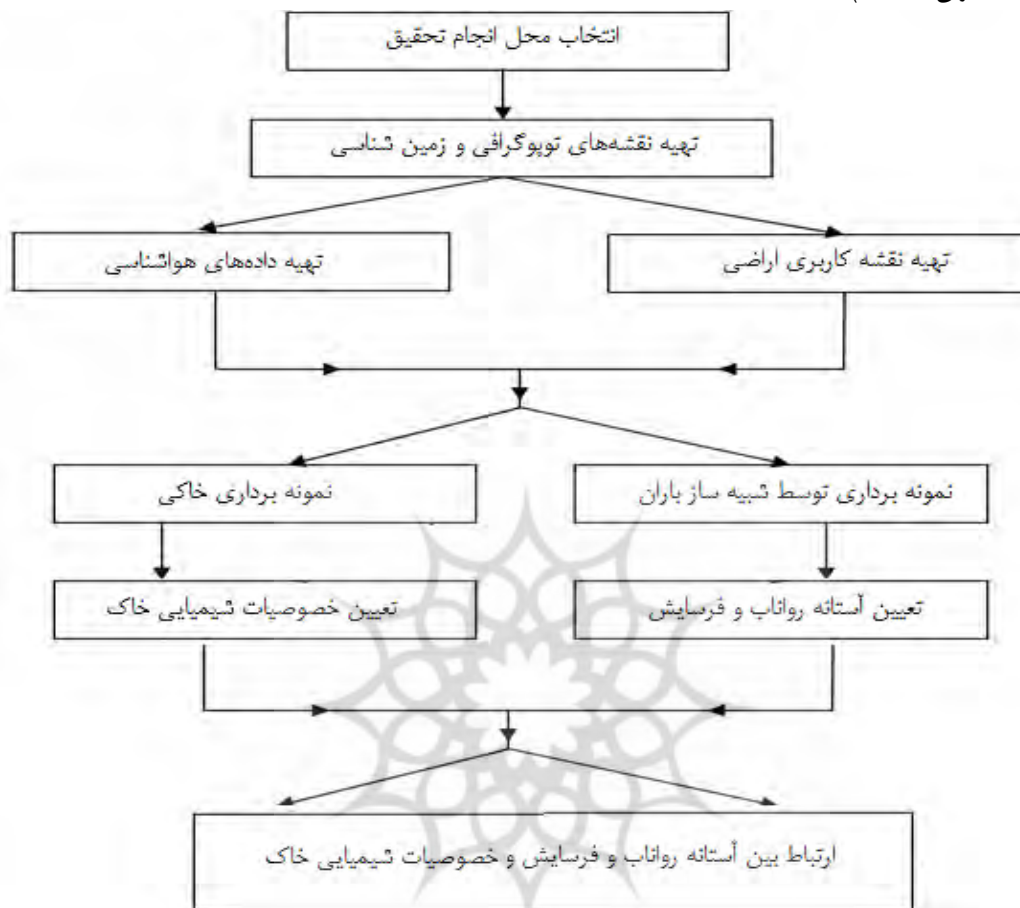 انتخاب محل انجام تحقیق
تهیه نقشه‌های توپوگرافی و زمین شناسی
تهیه نقشه کاربری اراضی
تهیه داده‌های هواشناسی
نمونه برداری توسط شبیه ساز باران
نمونه برداری خاکی
تعیین آستانه رواناب و فرسایش
تعیین خصوصیات شیمیایی خاک
ارتباط بین آستانه رواناب و فرسایش و خصوصیات شیمیایی خاک